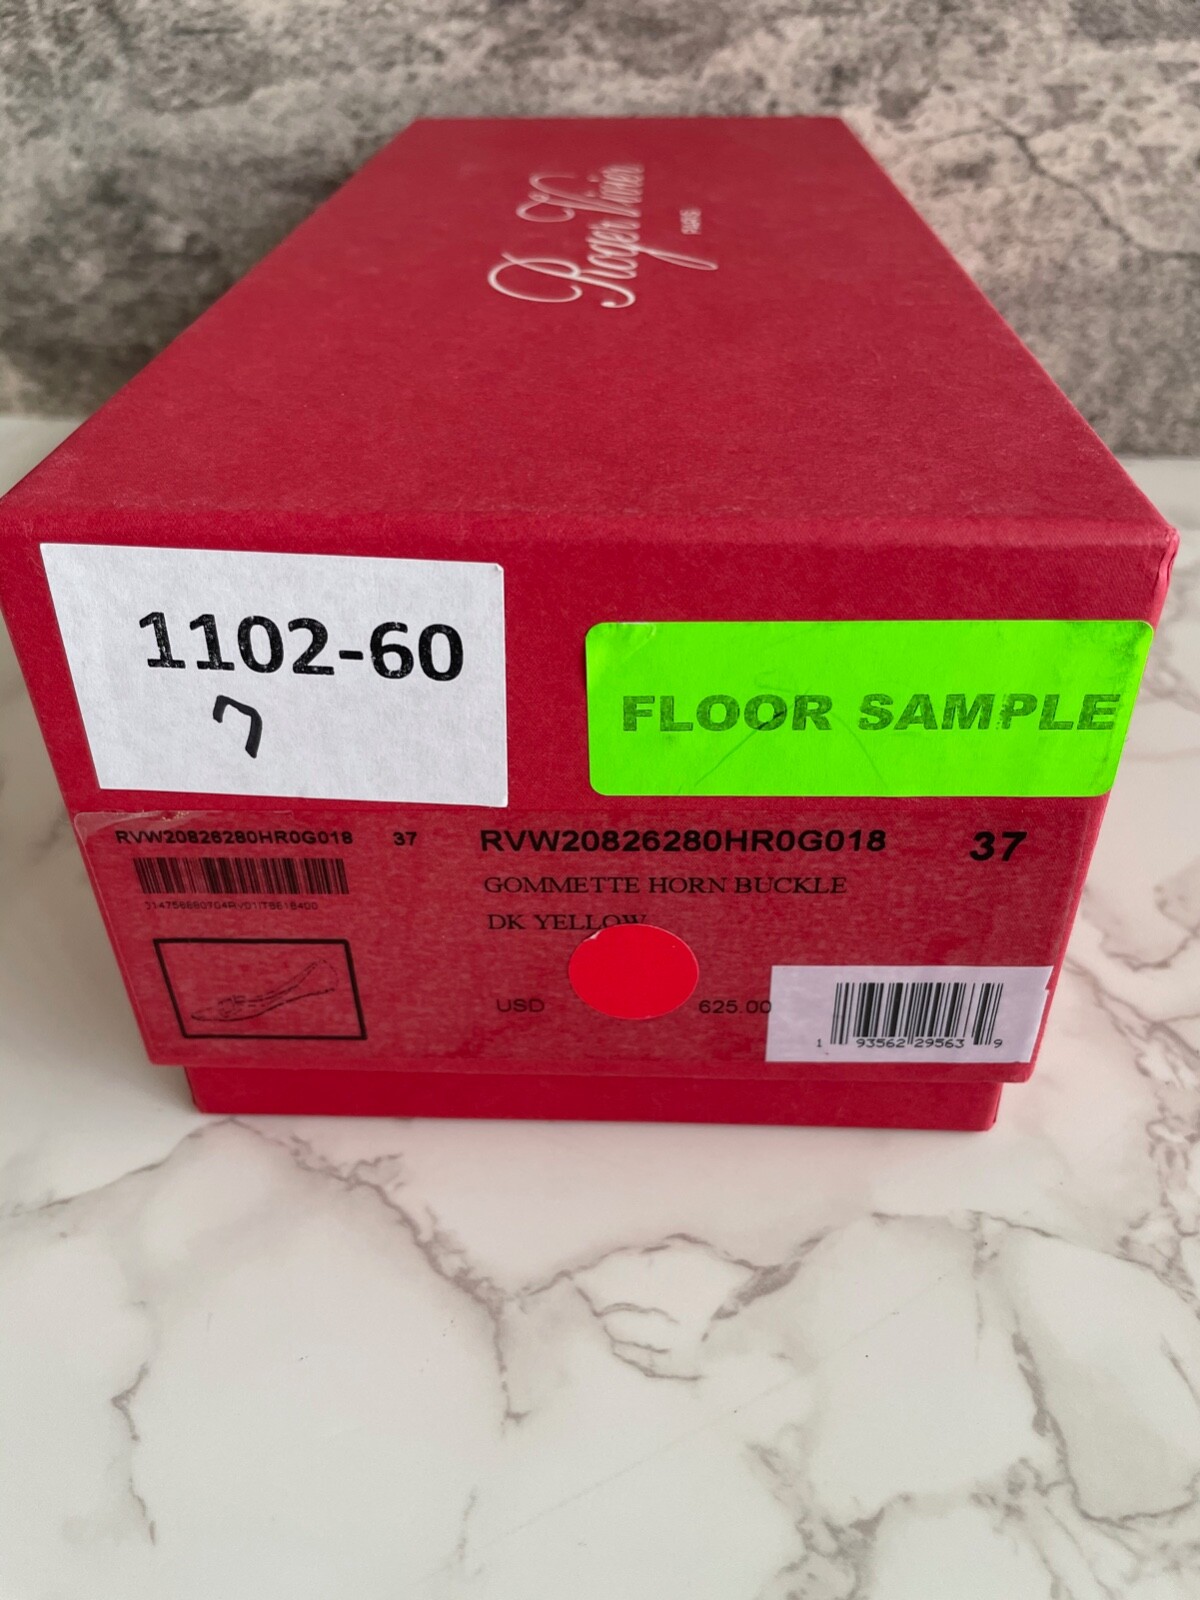 Roger Vivier
PARIS
1102-60
7
FLOOR SAMPLE
RVW20826280HR0G018 37
RVW20826280HR0G018 37
GOMMETTE HORN BUCKLE
DK YELLOW
USD 625.00
1 93562 29563 9